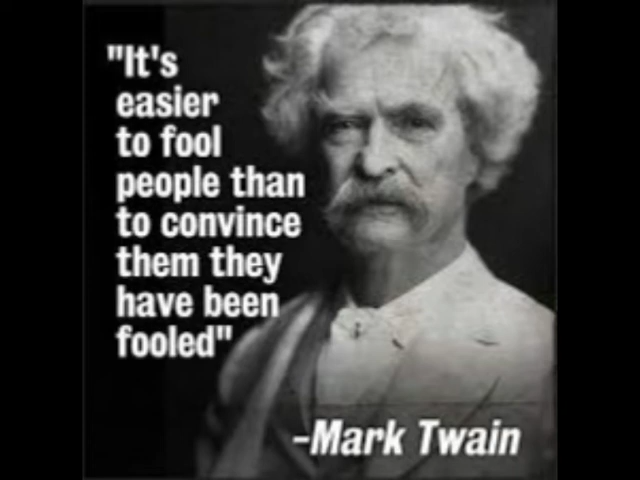 "It's
easier
to fool
people than
to convince
them they
have been
fooled"
-Mark Twain